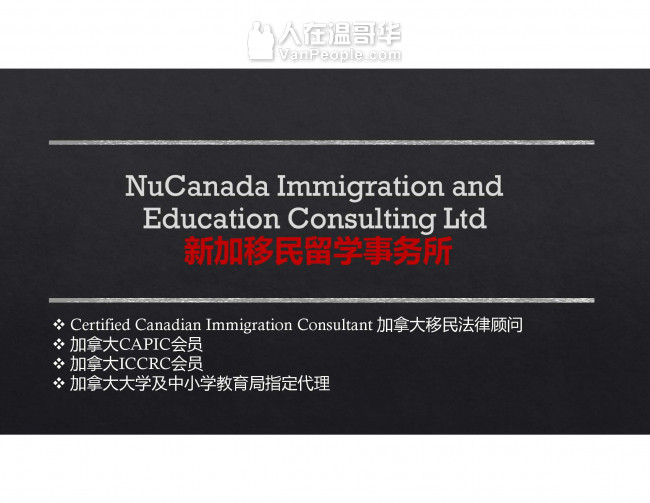 人在温哥华
VanPeople.com
NuCanada Immigration and
Education Consulting Ltd
新加移民留学事务所
❖ Certified Canadian Immigration Consultant 加拿大移民法律顾问
❖ 加拿大CAPIC会员
❖ 加拿大ICCRC会员
❖ 加拿大大学及中小学教育局指定代理